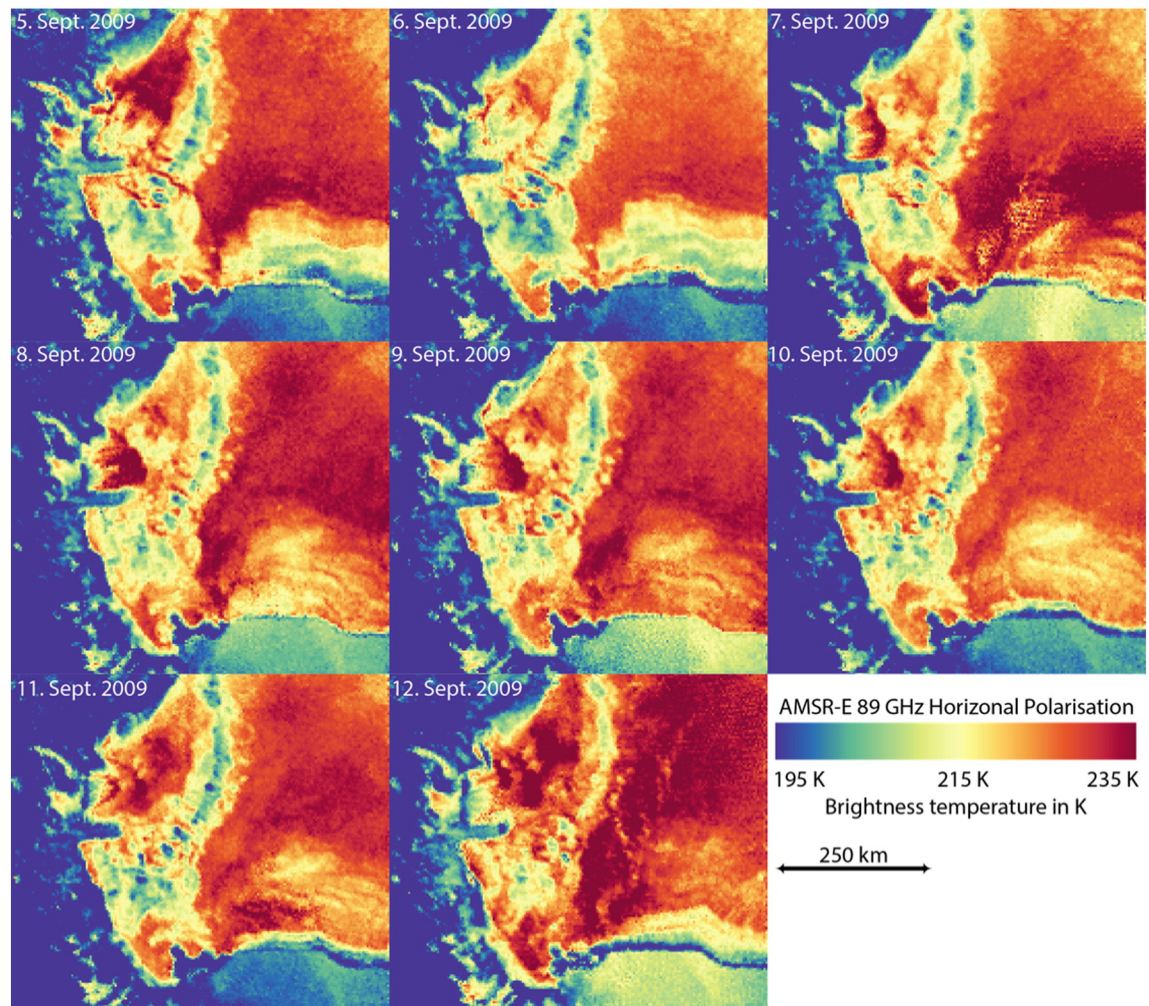 5. Sept. 2009
6. Sept. 2009
7. Sept. 2009
8. Sept. 2009
9. Sept. 2009
10. Sept. 2009
11. Sept. 2009
12. Sept. 2009
AMSR-E 89 GHz Horizonal Polarisation
195 K 215 K 235 K
Brightness temperature in K
250 km